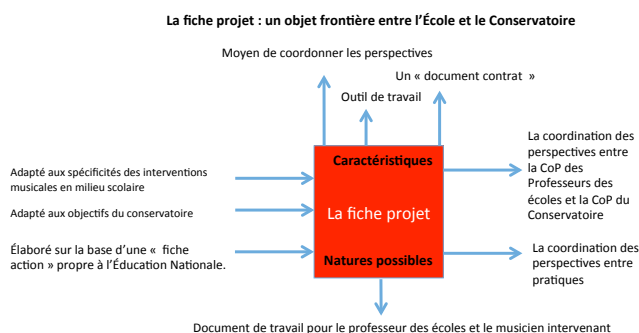 La fiche projet : un objet frontière entre l’École et le Conservatoire
Moyen de coordonner les perspectives
Un « document contrat »
Outil de travail
Caractéristiques
La coordination des
perspectives entre
la CoP des
Professeurs des
écoles et la CoP du
Conservatoire
Adapté aux spécificités des interventions
musicales en milieu scolaire
Adapté aux objectifs du conservatoire
La fiche projet
Élaboré sur la base d’une « fiche
action » propre à l’Éducation Nationale.
Natures possibles
La coordination des
perspectives entre
pratiques
Document de travail pour le professeur des écoles et le musicien intervenant